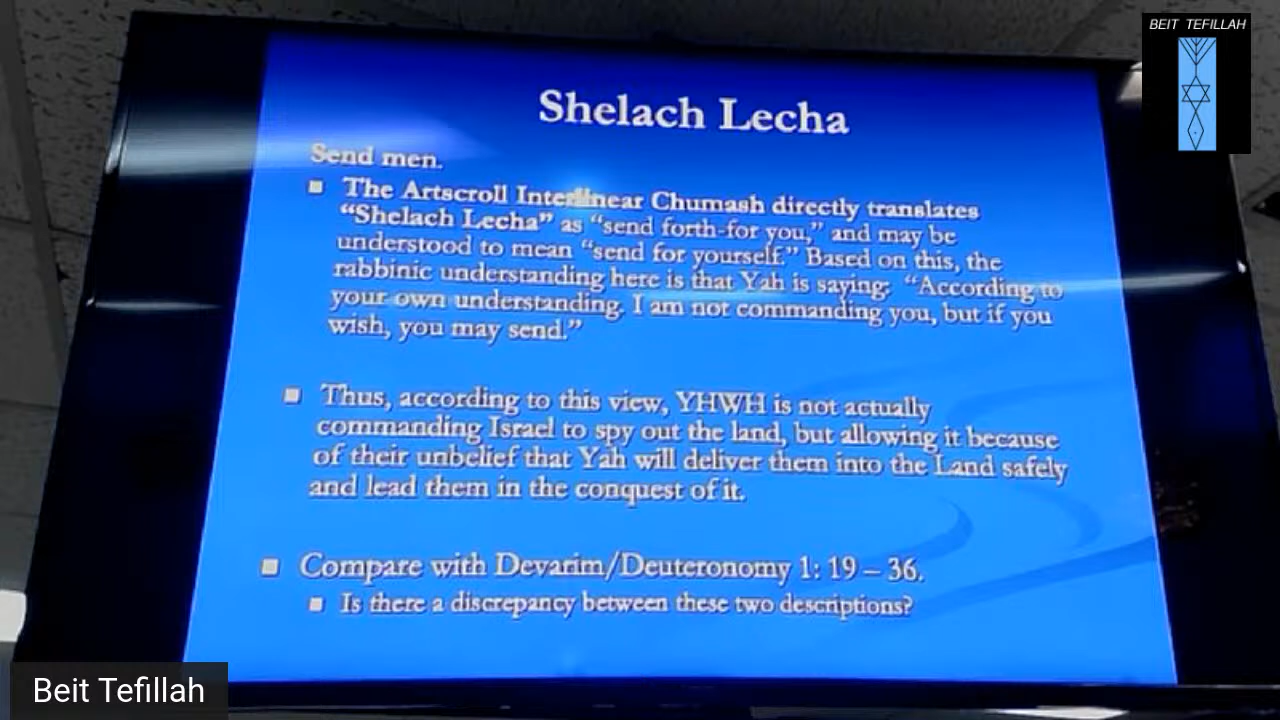 BEIT TEFILLAH
Shelach Lecha
Send men.
The Artscroll Interlinear Chumash directly translates
“Shelach Lecha” as “send forth-for you,” and may be
understood to mean “send for yourself.” Based on this, the
rabbinic understanding here is that Yah is saying: “According to
your own understanding. I am not commanding you, but if you
wish, you may send.”
Thus, according to this view, YHWH is not actually
commanding Israel to spy out the land, but allowing it because
of their unbelief that Yah will deliver them into the Land safely
and lead them in the conquest of it.
Compare with Devarim/Deuteronomy 1: 19 – 36.
Is there a discrepancy between these two descriptions?
Beit Tefillah